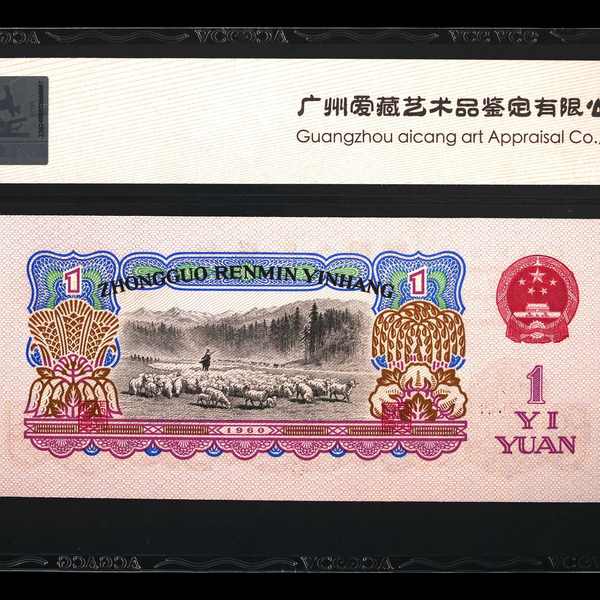 广州爱藏艺术品鉴定有限公
Guangzhou aicang art Appraisal Co.,
1
ZHONGGUO RENMIN YINHANG
1
1960
1
YI
YUAN